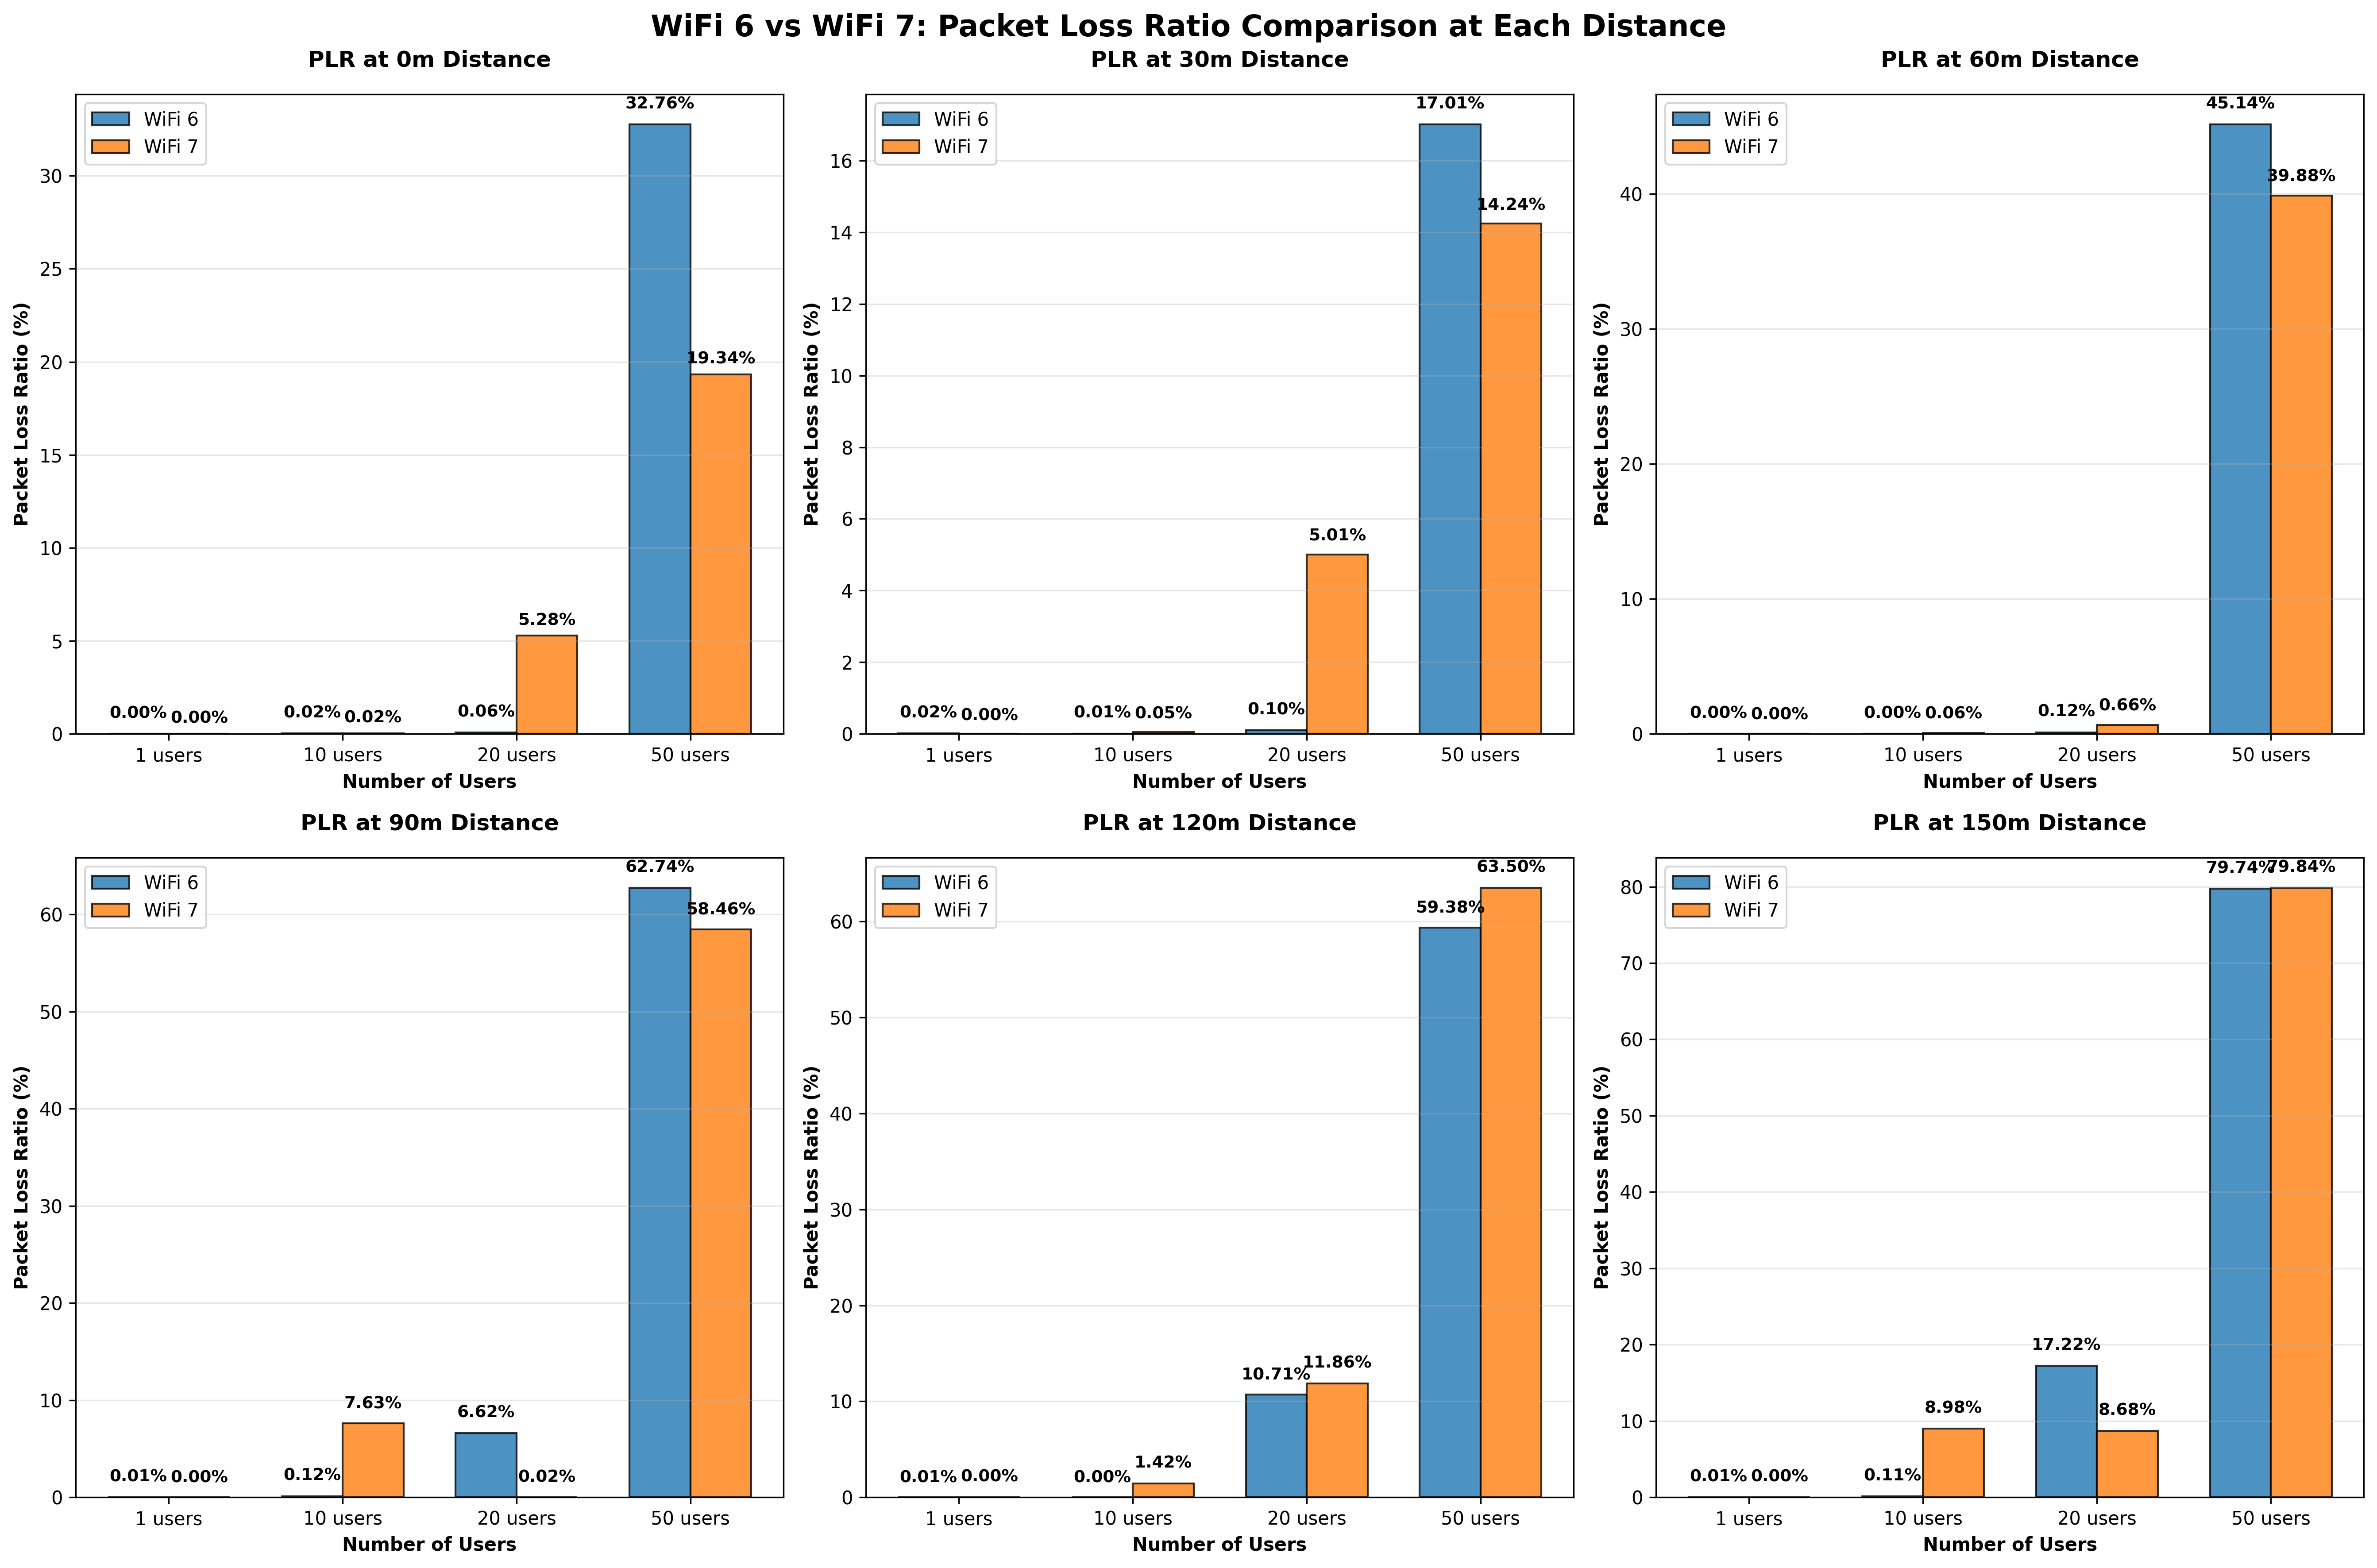 WiFi 6 vs WiFi 7: Packet Loss Ratio Comparison at Each Distance
PLR at 0m Distance
WiFi 6
WiFi 7
Packet Loss Ratio (%)
30
25
20
15
10
5
0
0.00% 0.00%
0.02% 0.02%
0.06% 5.28%
32.76% 19.34%
1 users 10 users 20 users 50 users
Number of Users
PLR at 30m Distance
WiFi 6
WiFi 7
Packet Loss Ratio (%)
16
14
12
10
8
6
4
2
0
0.02% 0.00%
0.01% 0.05%
0.10% 5.01%
17.01% 14.24%
1 users 10 users 20 users 50 users
Number of Users
PLR at 60m Distance
WiFi 6
WiFi 7
Packet Loss Ratio (%)
40
30
20
10
0
0.00% 0.00%
0.00% 0.06%
0.12% 0.66%
45.14% 39.88%
1 users 10 users 20 users 50 users
Number of Users
PLR at 90m Distance
WiFi 6
WiFi 7
Packet Loss Ratio (%)
60
50
40
30
20
10
0
0.01% 0.00%
0.12% 7.63%
6.62% 0.02%
62.74% 58.46%
1 users 10 users 20 users 50 users
Number of Users
PLR at 120m Distance
WiFi 6
WiFi 7
Packet Loss Ratio (%)
60
50
40
30
20
10
0
0.01% 0.00%
0.00% 1.42%
10.71% 11.86%
59.38% 63.50%
1 users 10 users 20 users 50 users
Number of Users
PLR at 150m Distance
WiFi 6
WiFi 7
Packet Loss Ratio (%)
80
70
60
50
40
30
20
10
0
0.01% 0.00%
0.11% 8.98%
17.22% 8.68%
79.74% 79.84%
1 users 10 users 20 users 50 users
Number of Users